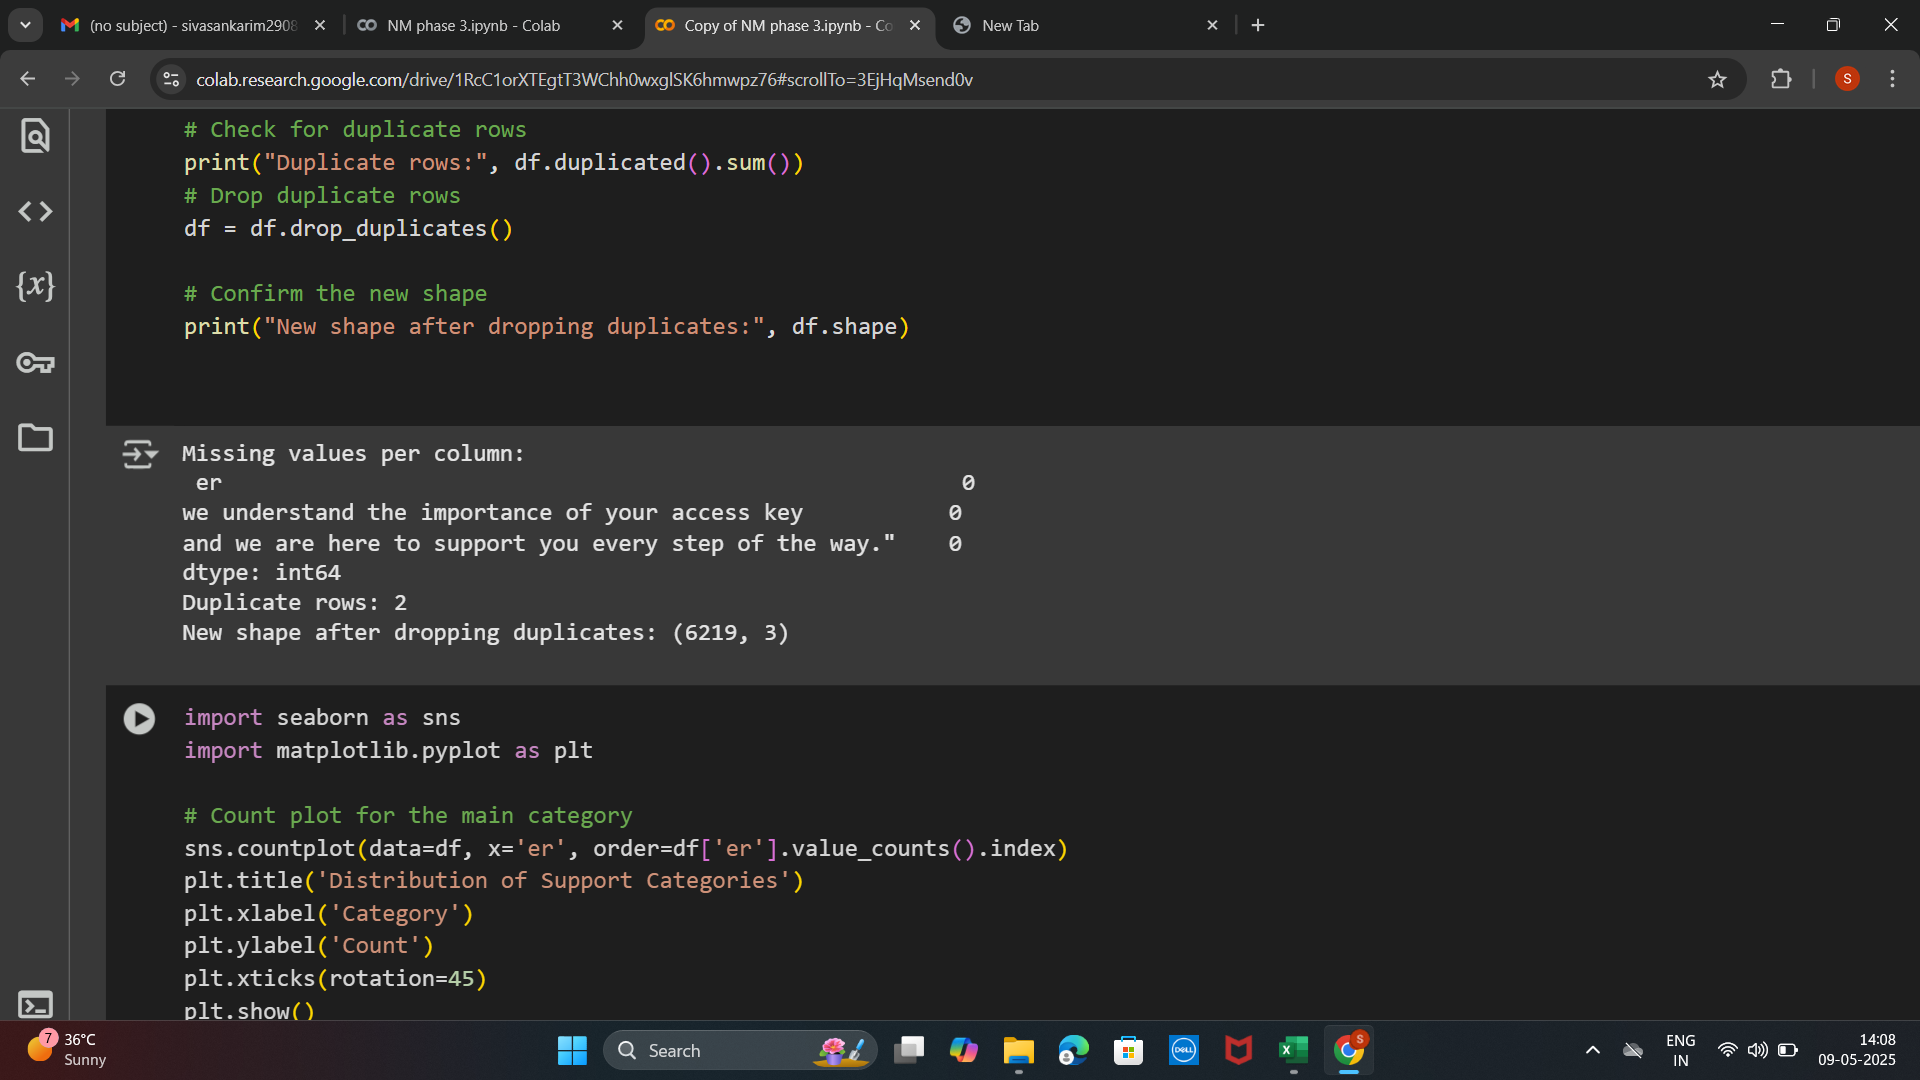 (no subject) - sivasankarim2908
NM phase 3.ipynb - Colab
Copy of NM phase 3.ipynb - Co
New Tab
colab.research.google.com/drive/1RcC1orXTEgtT3WChh0wxglSK6hmwpz76#scrollTo=3EjHqMsend0v
S
# Check for duplicate rows
print("Duplicate rows:", df.duplicated().sum())
# Drop duplicate rows
df = df.drop_duplicates()
# Confirm the new shape
print("New shape after dropping duplicates:", df.shape)
{x}
Missing values per column:
er 0
we understand the importance of your access key 0
and we are here to support you every step of the way." 0
dtype: int64
Duplicate rows: 2
New shape after dropping duplicates: (6219, 3)
import seaborn as sns
import matplotlib.pyplot as plt
# Count plot for the main category
sns.countplot(data=df, x='er', order=df['er'].value_counts().index)
plt.title('Distribution of Support Categories')
plt.xlabel('Category')
plt.ylabel('Count')
plt.xticks(rotation=45)
plt.show()
7
36°C
Sunny
Search
DELL
S
ENG
IN
14:08
09-05-2025